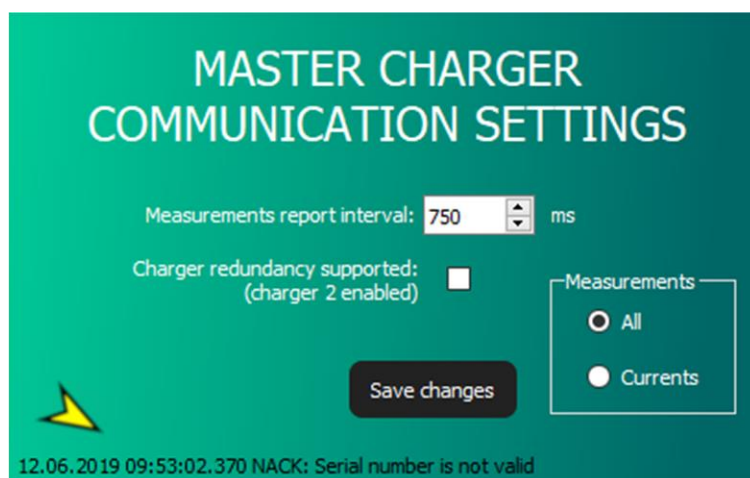 MASTER CHARGER
COMMUNICATION SETTINGS
Measurements report interval: 750 ms
Charger redundancy supported:
(charger 2 enabled)
Measurements
All
Currents
Save changes
12.06.2019 09:53:02.370 NACK: Serial number is not valid